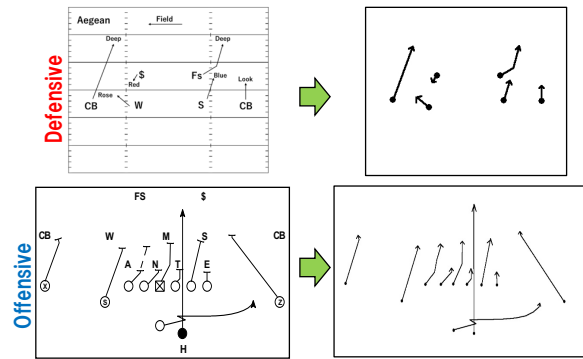 Defensive
Aegean
Field
Deep
Deep
$
Fs
Blue
Look
Red
Rose
CB
W
S
CB
Offensive
FS
$
CB
W
M
S
CB
A
N
T
E
X
S
Z
H